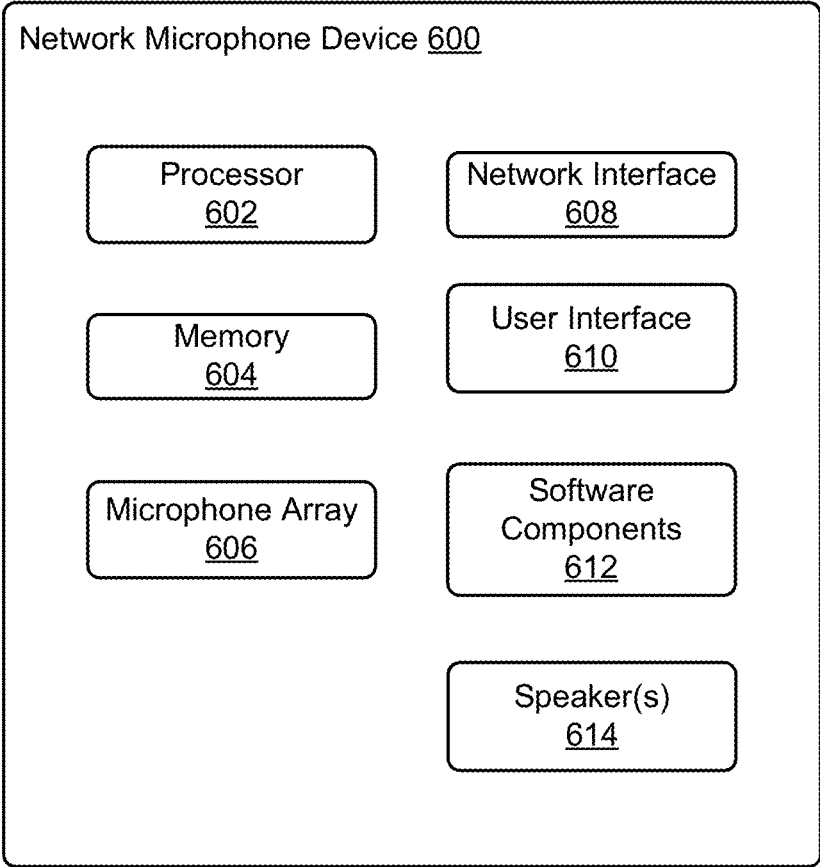 Network Microphone Device 600
Processor
602
Memory
604
Microphone Array
606
Network Interface
608
User Interface
610
Software
Components
612
Speaker(s)
614